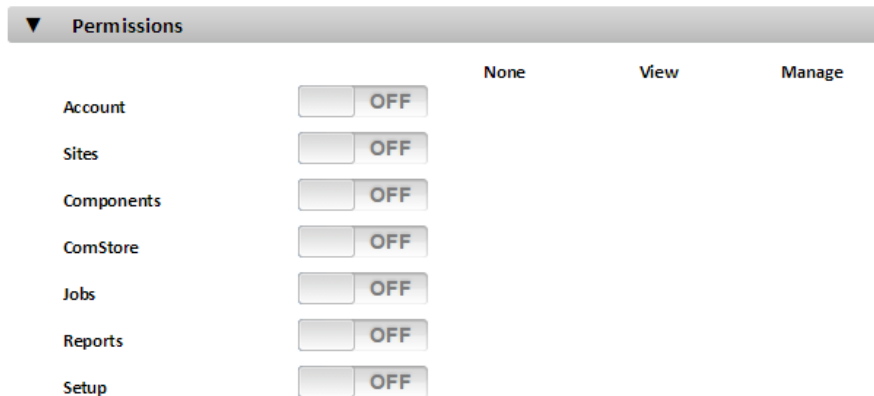 ▼ Permissions
None View Manage
Account OFF
Sites OFF
Components OFF
ComStore OFF
Jobs OFF
Reports OFF
Setup OFF